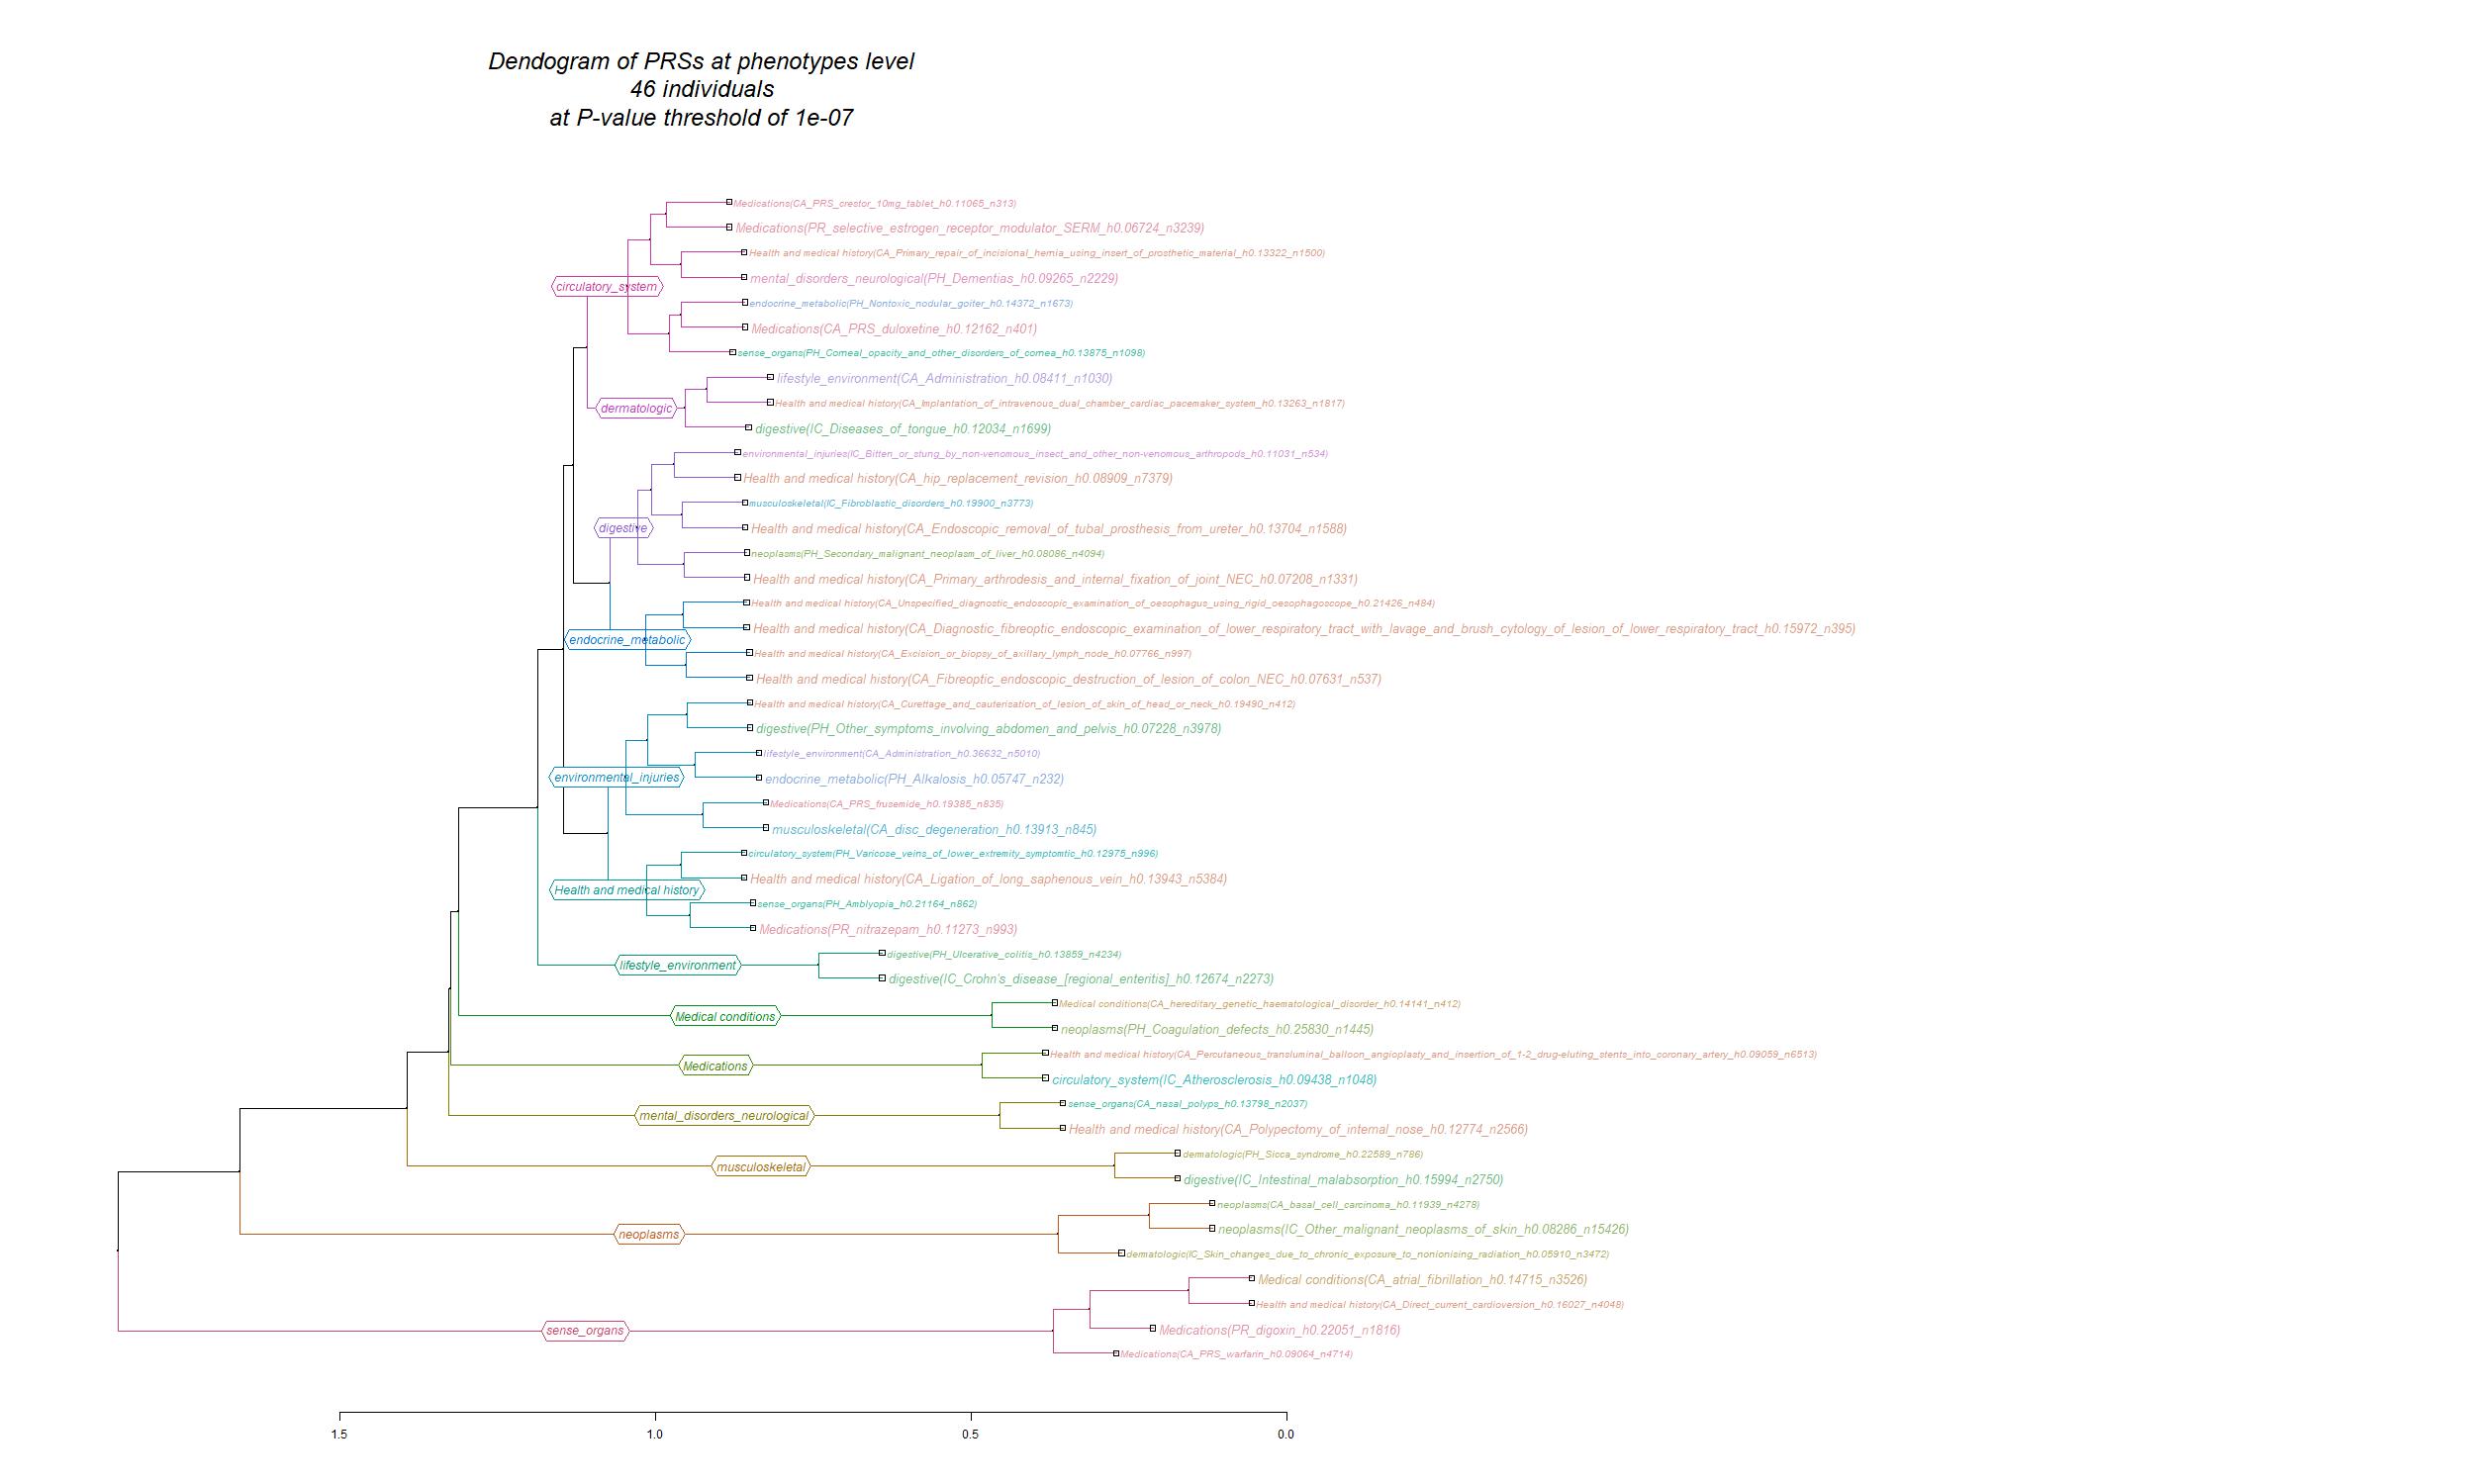 Dendogram of PRSs at phenotypes level
46 individuals
at P-value threshold of 1e-07
Medications(CA_PRS_crestor_10mg_tablet_h0.11065_n313)
Medications(PR_selective_estrogen_receptor_modulator_SERM_h0.06724_n3239)
Health and medical history(CA_Primary_repair_of_incisional_hernia_using_insert_of_prosthetic_material_h0.13322_n1500)
mental_disorders_neurological(PH_Dementias_h0.09265_n2229)
circulatory_system
endocrine_metabolic(PH_Nontoxic_nodular_goiter_h0.14372_n1673)
Medications(CA_PRS_duloxetine_h0.12162_n401)
sense_organs(PH_Corneal_opacity_and_other_disorders_of_cornea_h0.13875_n1098)
lifestyle_environment(CA_Administration_h0.08411_n1030)
Health and medical history(CA_Implantation_of_intravenous_dual_chamber_cardiac_pacemaker_system_h0.13263_n1817)
dermatologic
digestive(IC_Diseases_of_tongue_h0.12034_n1699)
environmental_injuries(IC_Bitten_or_stung_by_non-venomous_insect_and_other_non-venomous_arthropods_h0.11031_n534)
Health and medical history(CA_hip_replacement_revision_h0.08909_n7379)
musculoskeletal(IC_Fibroblastic_disorders_h0.19900_n3773)
digestive
Health and medical history(CA_Endoscopic_removal_of_tubal_prosthesis_from_ureter_h0.13704_n1588)
neoplasms(PH_Secondary_malignant_neoplasm_of_liver_h0.08086_n4094)
Health and medical history(CA_Primary_arthrodesis_and_internal_fixation_of_joint_NEC_h0.07208_n1331)
Health and medical history(CA_Unspecified_diagnostic_endoscopic_examination_of_oesophagus_using_rigid_oesophagoscope_h0.21426_n484)
Health and medical history(CA_Diagnostic_fibreoptic_endoscopic_examination_of_lower_respiratory_tract_with_lavage_and_brush_cytology_of_lesion_of_lower_respiratory_tract_h0.15972_n395)
endocrine_metabolic
Health and medical history(CA_Excision_or_biopsy_of_axillary_lymph_node_h0.07766_n997)
Health and medical history(CA_Fibreoptic_endoscopic_destruction_of_lesion_of_colon_NEC_h0.07631_n537)
Health and medical history(CA_Curettage_and_cauterisation_of_lesion_of_skin_of_head_or_neck_h0.19490_n412)
digestive(PH_Other_symptoms_involving_abdomen_and_pelvis_h0.07228_n3978)
lifestyle_environment(CA_Administration_h0.36632_n5010)
environmental_injuries
endocrine_metabolic(PH_Alkalosis_h0.05747_n232)
Medications(CA_PRS_frusemide_h0.19385_n835)
musculoskeletal(CA_disc_degeneration_h0.13913_n845)
circulatory_system(PH_Varicose_veins_of_lower_extremity_symptomtic_h0.12975_n996)
Health and medical history(CA_Ligation_of_long_saphenous_vein_h0.13943_n5384)
Health and medical history
sense_organs(PH_Amblyopia_h0.21164_n862)
Medications(PR_nitrazepam_h0.11273_n993)
digestive(PH_Ulcerative_colitis_h0.13859_n4234)
lifestyle_environment
digestive(IC_Crohn's_disease_[regional_enteritis]_h0.12674_n2273)
Medical conditions(CA_hereditary_genetic_haematological_disorder_h0.14141_n412)
Medical conditions
neoplasms(PH_Coagulation_defects_h0.25830_n1445)
Health and medical history(CA_Percutaneous_transluminal_balloon_angioplasty_and_insertion_of_1-2_drug-eluting_stents_into_coronary_artery_h0.09059_n6513)
Medications
circulatory_system(IC_Atherosclerosis_h0.09438_n1048)
sense_organs(CA_nasal_polyps_h0.13798_n2037)
mental_disorders_neurological
Health and medical history(CA_Polypectomy_of_internal_nose_h0.12774_n2566)
dermatologic(PH_Sicca_syndrome_h0.22589_n786)
musculoskeletal
digestive(IC_Intestinal_malabsorption_h0.15994_n2750)
neoplasms(CA_basal_cell_carcinoma_h0.11939_n4278)
neoplasms(IC_Other_malignant_neoplasms_of_skin_h0.08286_n15426)
neoplasms
dermatologic(IC_Skin_changes_due_to_chronic_exposure_to_nonionising_radiation_h0.05910_n3472)
Medical conditions(CA_atrial_fibrillation_h0.14715_n3526)
Health and medical history(CA_Direct_current_cardioversion_h0.16027_n4048)
Medications(PR_digoxin_h0.22051_n1816)
sense_organs
Medications(CA_PRS_warfarin_h0.09064_n4714)
1.5 1.0 0.5 0.0